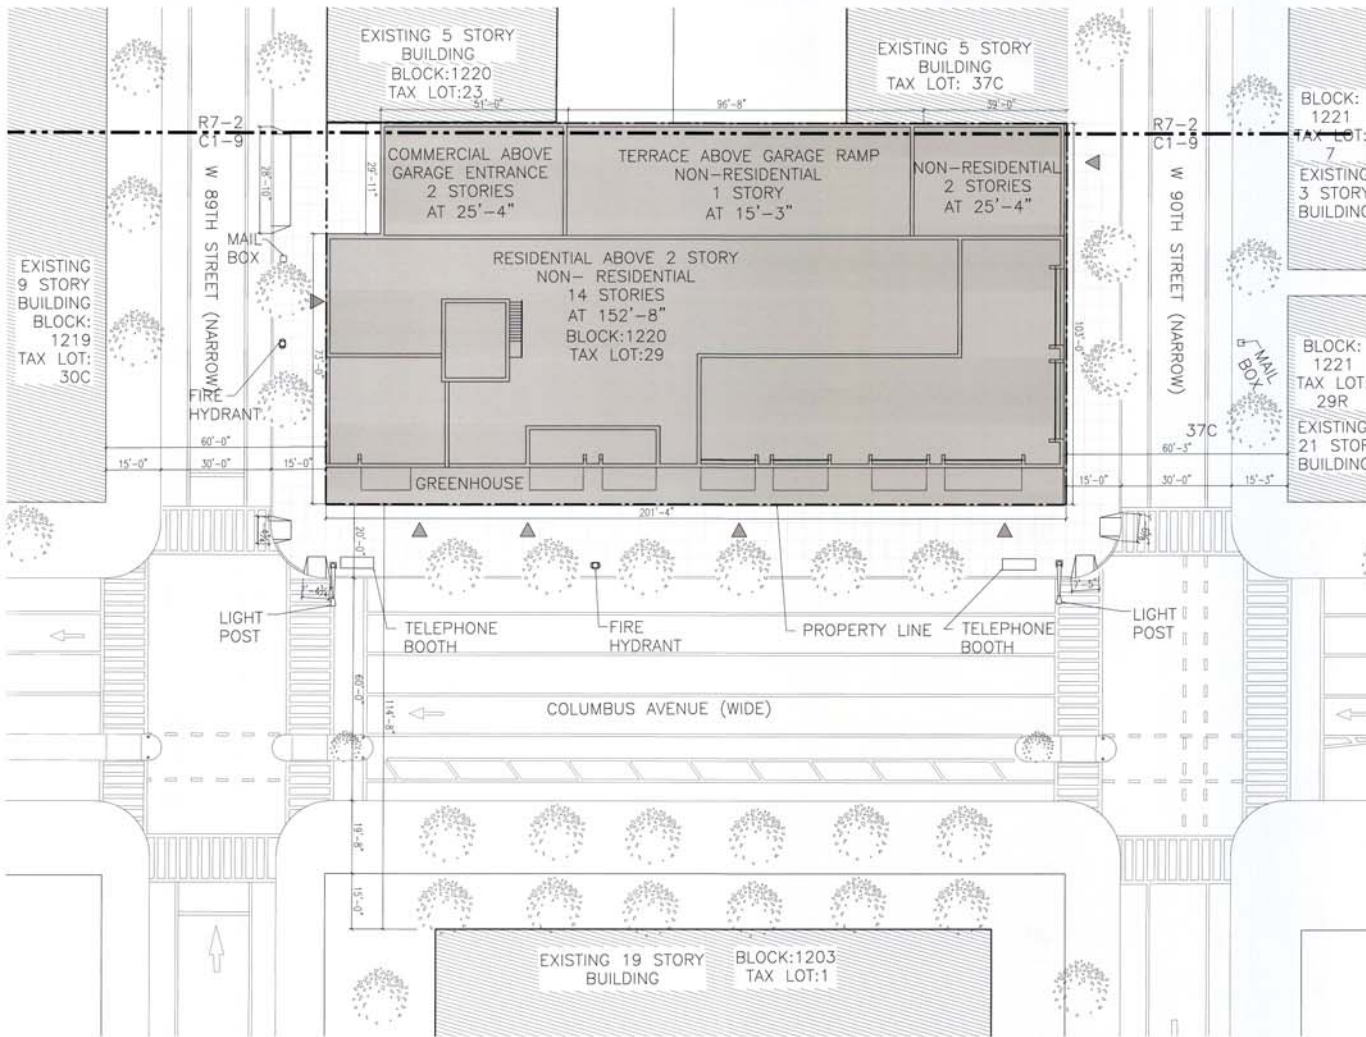 EXISTING 5 STORY
BUILDING
BLOCK:1220
TAX LOT:23
51'-0"
96'-8"
EXISTING 5 STORY
BUILDING
TAX LOT: 37C
39'-0"
BLOCK:
1221
TAX LOT:
7
EXISTING
3 STORY
BUILDING
R7-2
C1-9
R7-2
C1-9
W 89TH STREET (NARROW)
W 90TH STREET (NARROW)
28'-10"
29'-11"
COMMERCIAL ABOVE
GARAGE ENTRANCE
2 STORIES
AT 25'-4"
TERRACE ABOVE GARAGE RAMP
NON-RESIDENTIAL
1 STORY
AT 15'-3"
NON-RESIDENTIAL
2 STORIES
AT 25'-4"
MAIL
BOX
EXISTING
9 STORY
BUILDING
BLOCK:
1219
TAX LOT:
30C
RESIDENTIAL ABOVE 2 STORY
NON- RESIDENTIAL
14 STORIES
AT 152'-8"
BLOCK:1220
TAX LOT:29
73'-0"
103'-0"
MAIL
BOX
BLOCK:
1221
TAX LOT
29R
EXISTING
21 STOR
BUILDING
FIRE
HYDRANT
37C
60'-0"
15'-0"
30'-0"
15'-0"
60'-3"
15'-0"
30'-0"
15'-3"
GREENHOUSE
201'-4"
20'-0"
LIGHT
POST
TELEPHONE
BOOTH
FIRE
HYDRANT
PROPERTY LINE
TELEPHONE
BOOTH
LIGHT
POST
60'-0"
114'-8"
COLUMBUS AVENUE (WIDE)
19'-8"
15'-0"
EXISTING 19 STORY
BUILDING
BLOCK:1203
TAX LOT:1